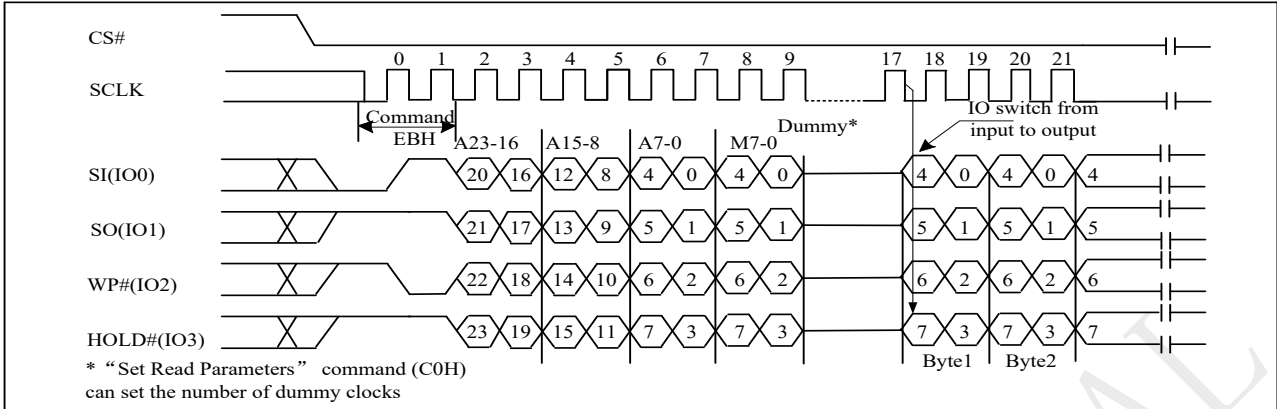 CS#
0 1 2 3 4 5 6 7 8 9 17 18 19 20 21
SCLK
Command
EBH
Dummy*
IO switch from
input to output
A23-16 A15-8 A7-0 M7-0
SI(IO0) 20 16 12 8 4 0 4 0 4 0 4 0 4
SO(IO1) 21 17 13 9 5 1 5 1 5 1 5 1 5
WP#(IO2) 22 18 14 10 6 2 6 2 6 2 6 2 6
HOLD#(IO3) 23 19 15 11 7 3 7 3 7 3 7 3 7
Byte1 Byte2
* “Set Read Parameters” command (C0H)
can set the number of dummy clocks